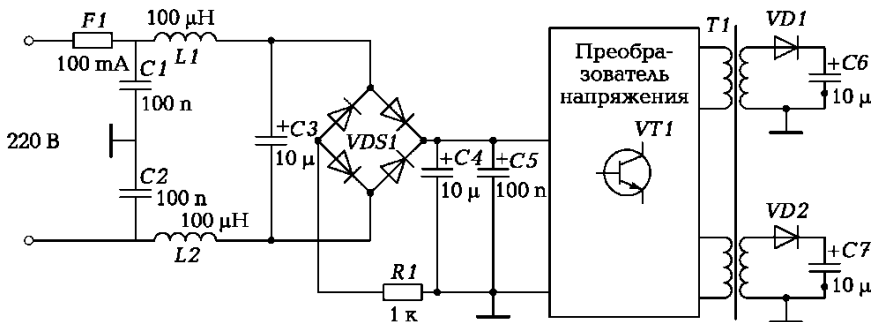 F1
100 mA
100 µH
L1
C1
100 n
220 В
C2
100 n
100 µH
L2
+C3
10 µ
VDS1
+C4
10 µ
+C5
100 n
R1
1 к
Преобра-
зователь
напряжения
VT1
T1
VD1
+C6
10 µ
VD2
+C7
10 µ